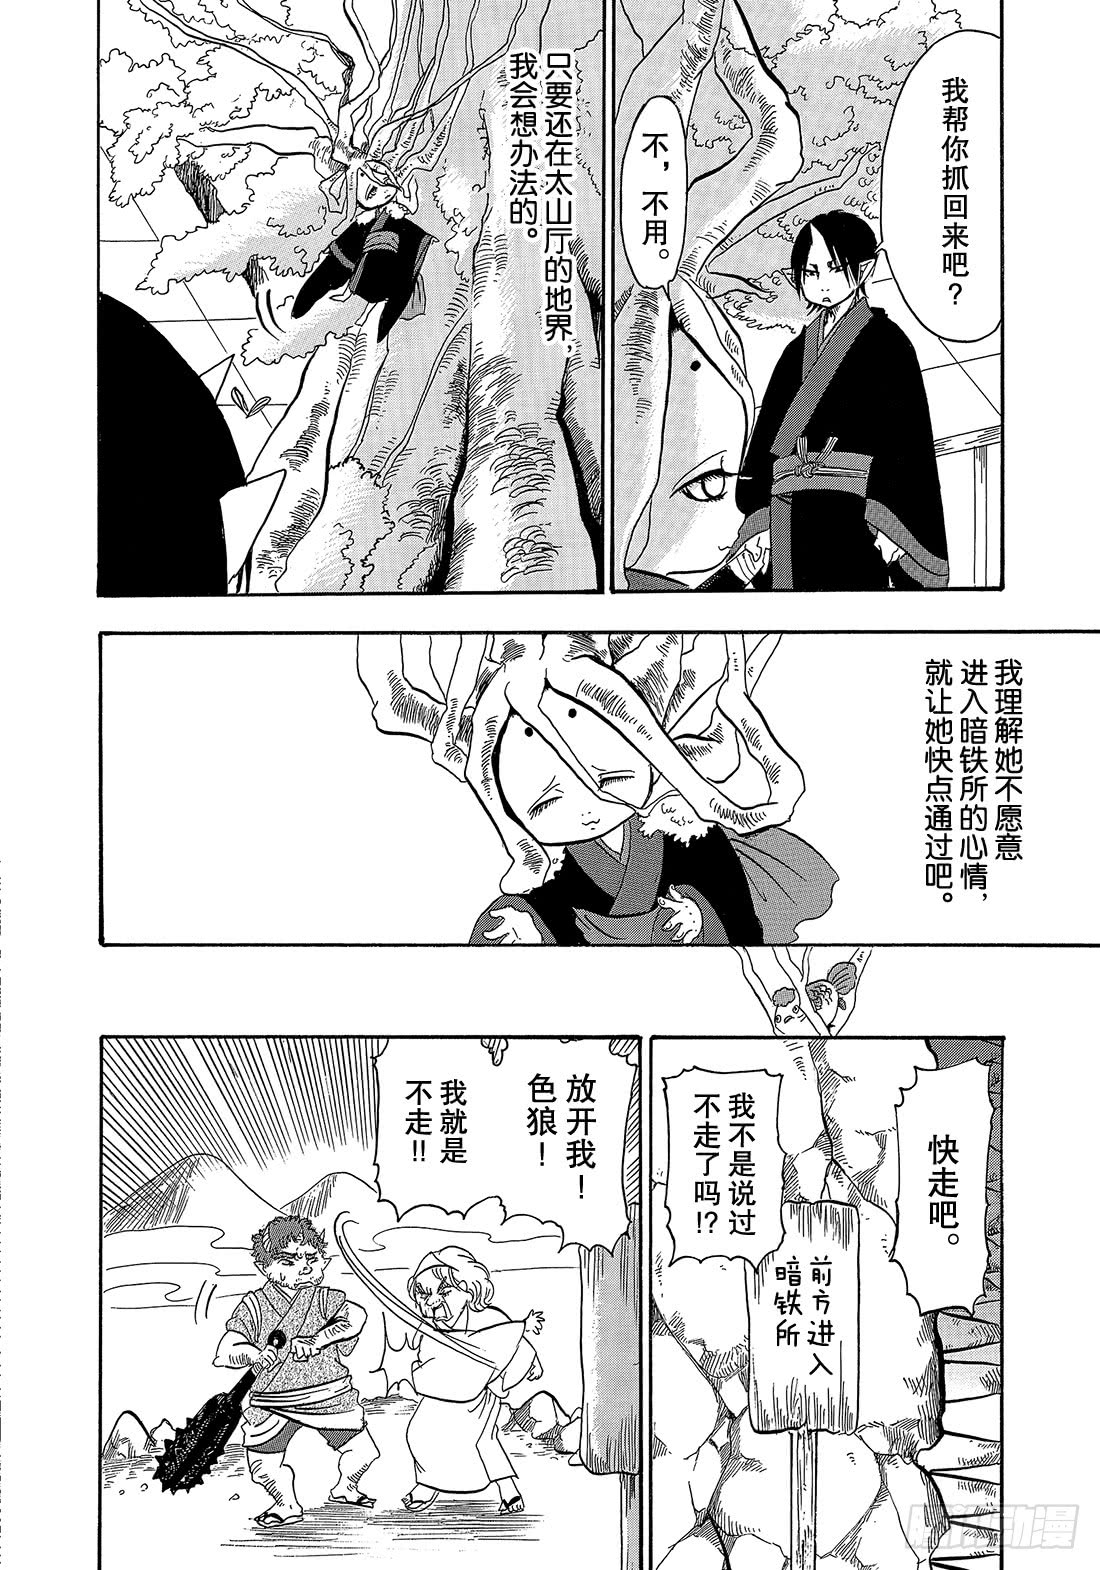 我帮你抓回来吧？
不，不用。
只要还在太山厅的地界，
我会想办法的。
我理解她不愿意
进入暗铁所的心情，
就让她快点通过吧。
快走吧。
我不是说过
不走了吗！？
前方进入
暗铁所
放开我！
色狼！
我就是
不走！！
腾讯动漫